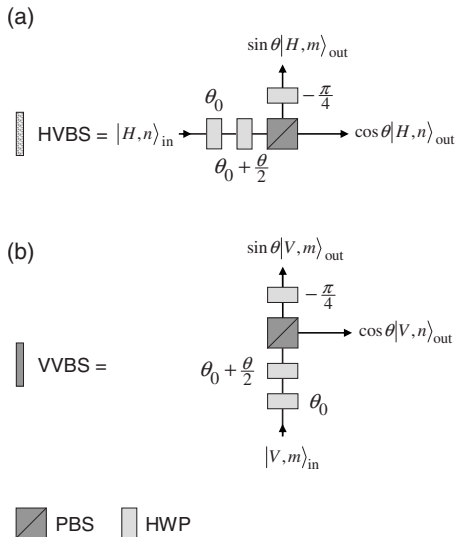 (a)
sin θ|H, m⟩out
θ0
−π/4
HVBS = |H, n⟩in
cos θ|H, n⟩out
θ0 + θ/2
(b)
sin θ|V, m⟩out
−π/4
cos θ|V, n⟩out
VVBS =
θ0 + θ/2
θ0
|V, m⟩in
PBS
HWP